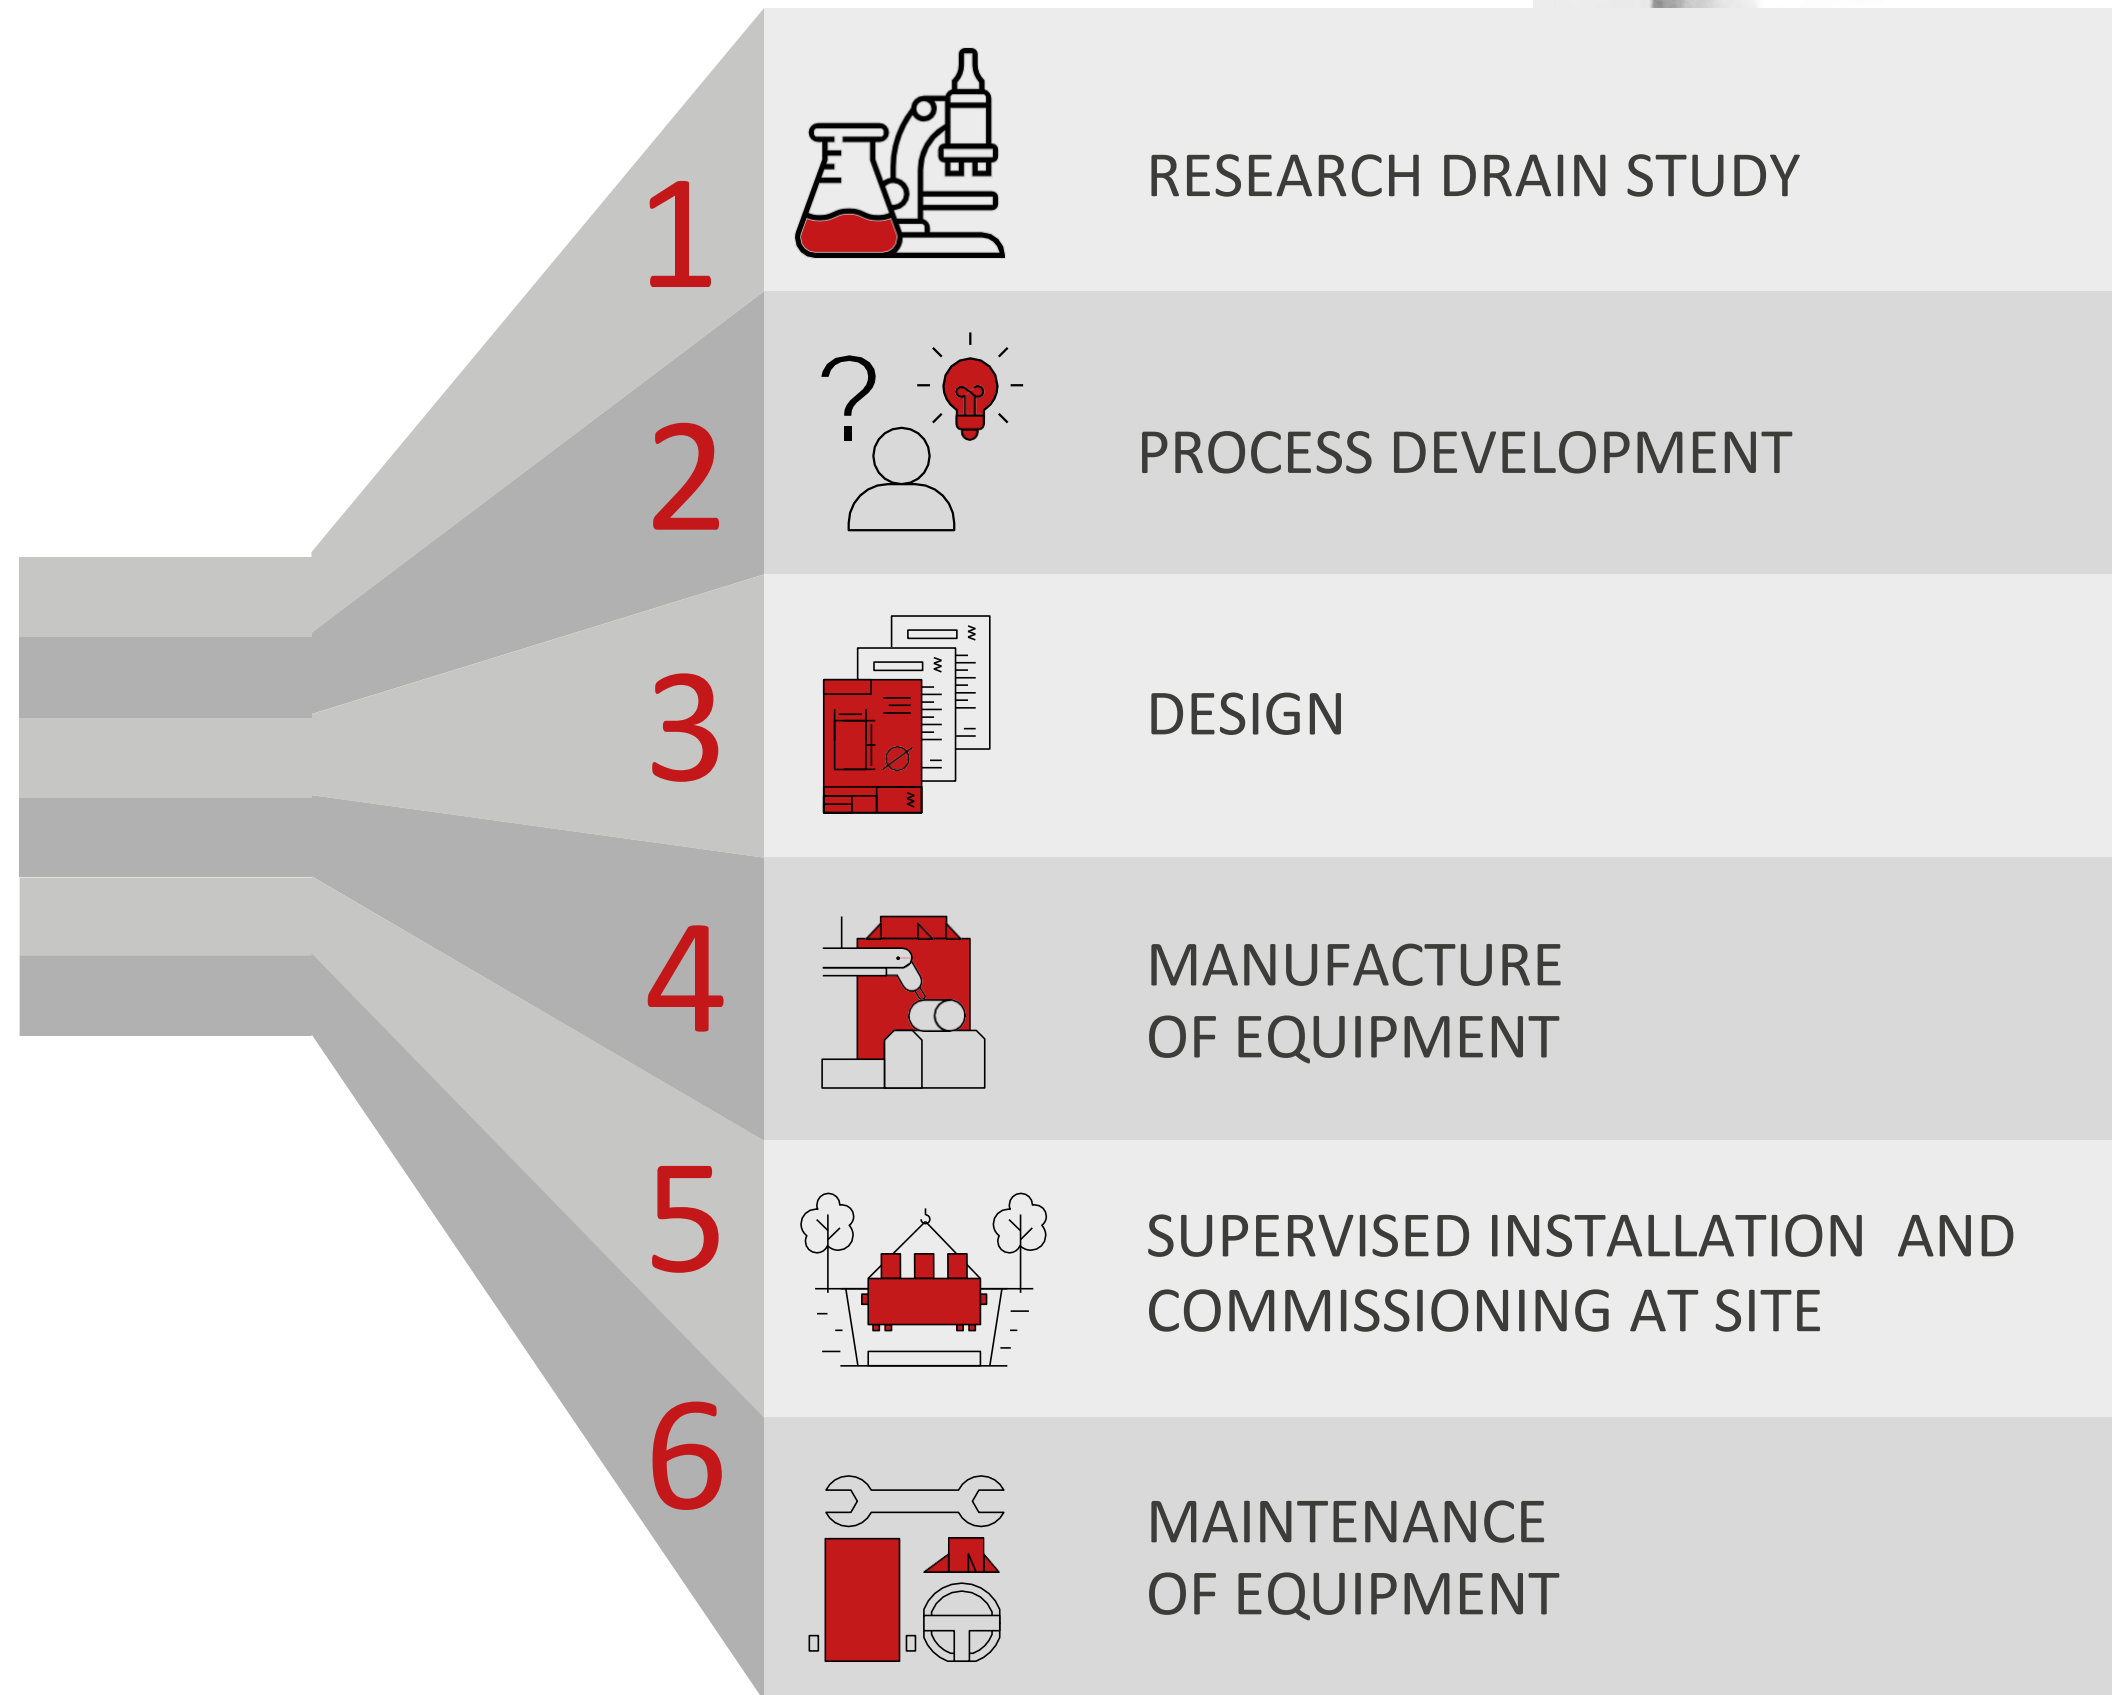 1
RESEARCH DRAIN STUDY
2
PROCESS DEVELOPMENT
3
DESIGN
4
MANUFACTURE
OF EQUIPMENT
5
SUPERVISED INSTALLATION  AND
COMMISSIONING AT SITE
6
MAINTENANCE
OF EQUIPMENT